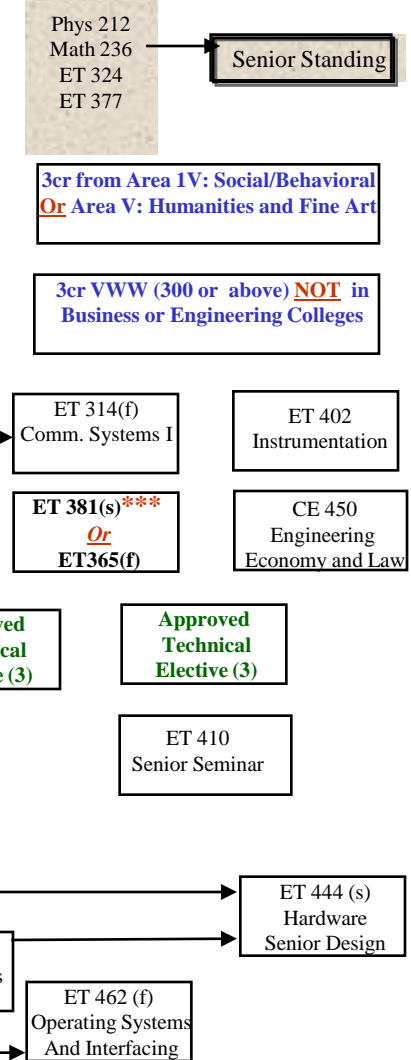 Phys 212
Math 236
ET 324
ET 377
Senior Standing
3cr from Area 1V: Social/Behavioral
Or Area V: Humanities and Fine Art
3cr VWW (300 or above) NOT in
Business or Engineering Colleges
ET 314(f)
Comm. Systems I
ET 402
Instrumentation
ET 381(s)***
Or
ET365(f)
CE 450
Engineering
Economy and Law
(3)
Approved
Technical
Elective (3)
ET 410
Senior Seminar
ET 444 (s)
Hardware
Senior Design
ET 462 (f)
Operating Systems
And Interfacing